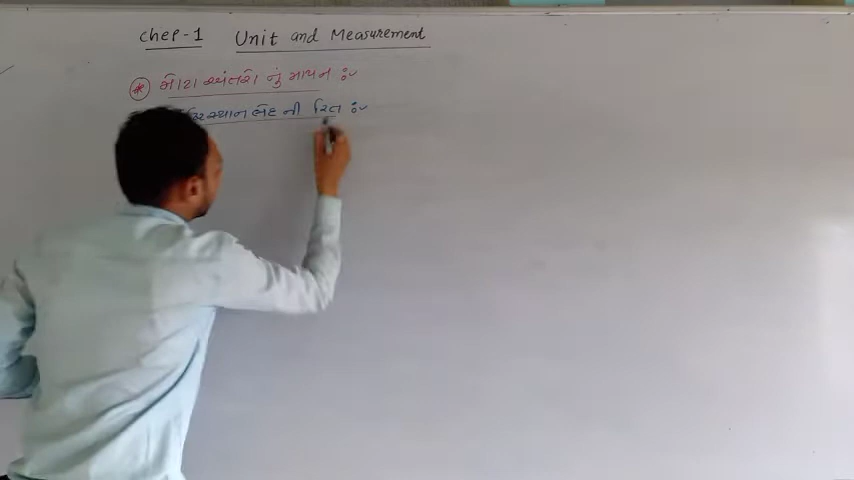 Chep-1 Unit and Measurement
* મોટા અંતરો નું માપન :-
સ્થાન ભેદ ની રિત :-